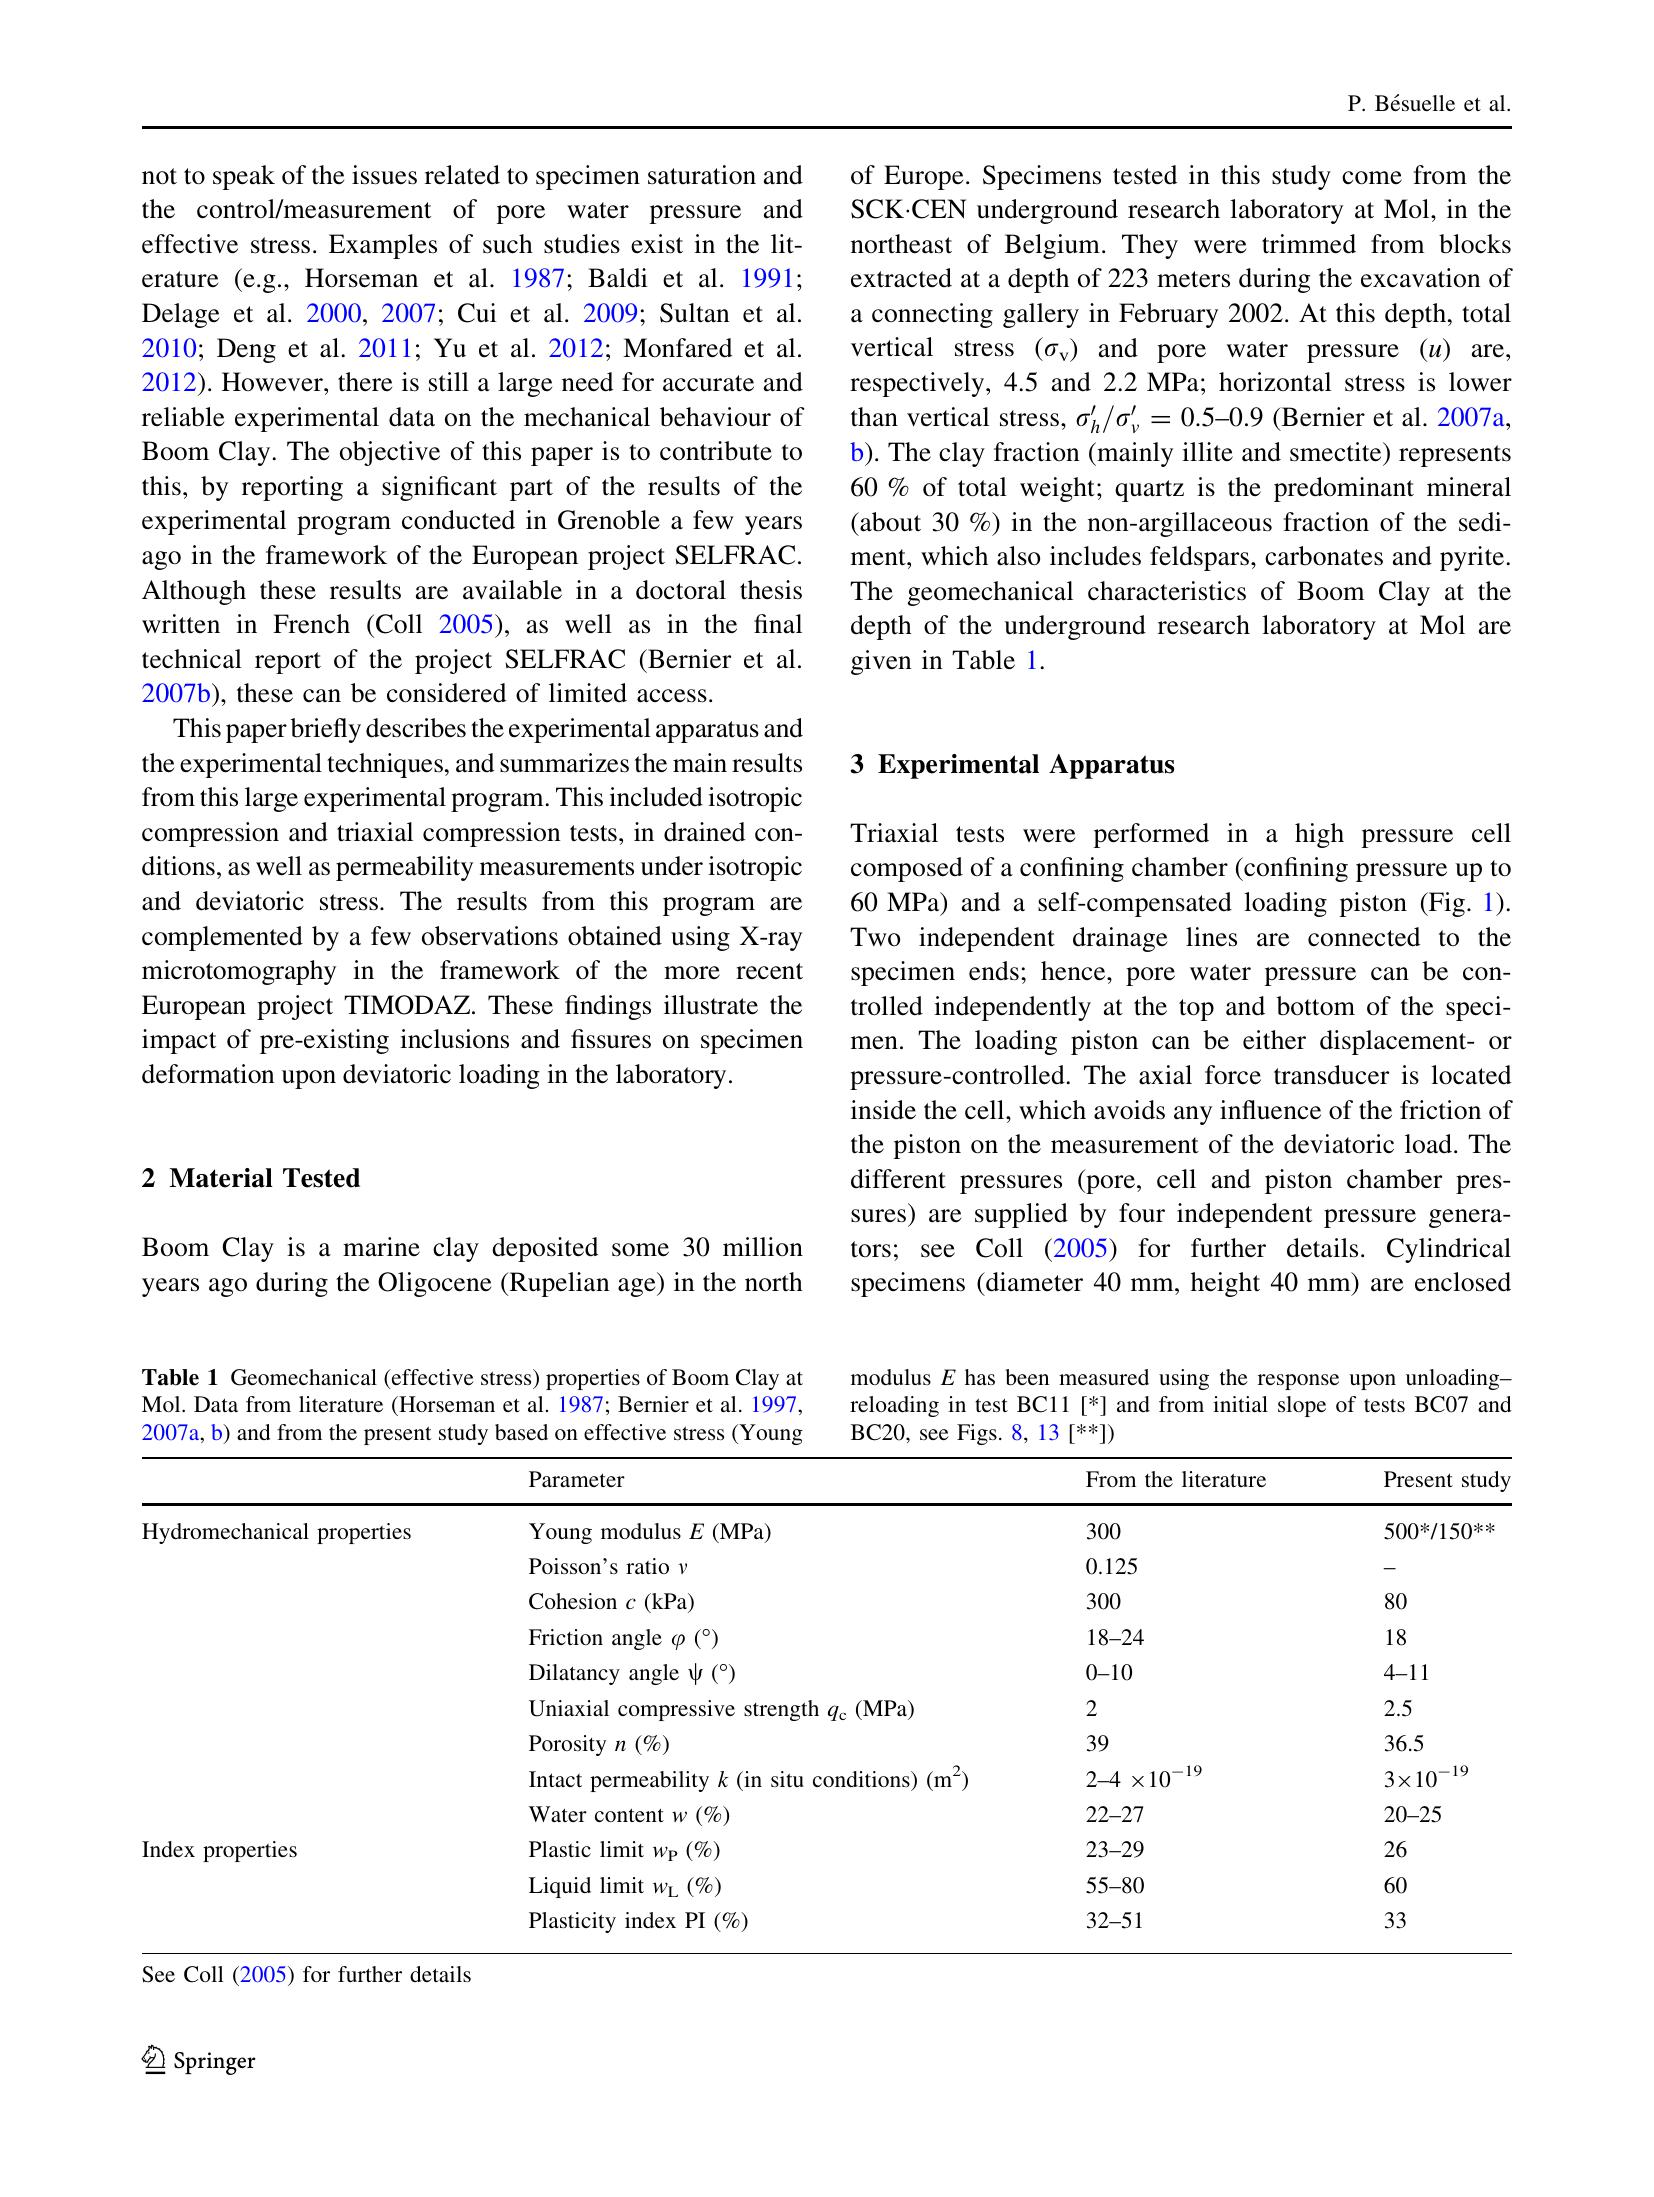 P. Bésuelle et al.
not to speak of the issues related to specimen saturation and
the control/measurement of pore water pressure and
effective stress. Examples of such studies exist in the lit-
erature (e.g., Horseman et al. 1987; Baldi et al. 1991;
Delage et al. 2000, 2007; Cui et al. 2009; Sultan et al.
2010; Deng et al. 2011; Yu et al. 2012; Monfared et al.
2012). However, there is still a large need for accurate and
reliable experimental data on the mechanical behaviour of
Boom Clay. The objective of this paper is to contribute to
this, by reporting a significant part of the results of the
experimental program conducted in Grenoble a few years
ago in the framework of the European project SELFRAC.
Although these results are available in a doctoral thesis
written in French (Coll 2005), as well as in the final
technical report of the project SELFRAC (Bernier et al.
2007b), these can be considered of limited access.
This paper briefly describes the experimental apparatus and
the experimental techniques, and summarizes the main results
from this large experimental program. This included isotropic
compression and triaxial compression tests, in drained con-
ditions, as well as permeability measurements under isotropic
and deviatoric stress. The results from this program are
complemented by a few observations obtained using X-ray
microtomography in the framework of the more recent
European project TIMODAZ. These findings illustrate the
impact of pre-existing inclusions and fissures on specimen
deformation upon deviatoric loading in the laboratory.
2 Material Tested
Boom Clay is a marine clay deposited some 30 million
years ago during the Oligocene (Rupelian age) in the north
of Europe. Specimens tested in this study come from the
SCK·CEN underground research laboratory at Mol, in the
northeast of Belgium. They were trimmed from blocks
extracted at a depth of 223 meters during the excavation of
a connecting gallery in February 2002. At this depth, total
vertical stress (σv) and pore water pressure (u) are,
respectively, 4.5 and 2.2 MPa; horizontal stress is lower
than vertical stress, σ′h/σ′v = 0.5–0.9 (Bernier et al. 2007a,
b). The clay fraction (mainly illite and smectite) represents
60 % of total weight; quartz is the predominant mineral
(about 30 %) in the non-argillaceous fraction of the sedi-
ment, which also includes feldspars, carbonates and pyrite.
The geomechanical characteristics of Boom Clay at the
depth of the underground research laboratory at Mol are
given in Table 1.
3 Experimental Apparatus
Triaxial tests were performed in a high pressure cell
composed of a confining chamber (confining pressure up to
60 MPa) and a self-compensated loading piston (Fig. 1).
Two independent drainage lines are connected to the
specimen ends; hence, pore water pressure can be con-
trolled independently at the top and bottom of the speci-
men. The loading piston can be either displacement- or
pressure-controlled. The axial force transducer is located
inside the cell, which avoids any influence of the friction of
the piston on the measurement of the deviatoric load. The
different pressures (pore, cell and piston chamber pres-
sures) are supplied by four independent pressure genera-
tors; see Coll (2005) for further details. Cylindrical
specimens (diameter 40 mm, height 40 mm) are enclosed
Table 1 Geomechanical (effective stress) properties of Boom Clay at
Mol. Data from literature (Horseman et al. 1987; Bernier et al. 1997,
2007a, b) and from the present study based on effective stress (Young
modulus E has been measured using the response upon unloading–
reloading in test BC11 [*] and from initial slope of tests BC07 and
BC20, see Figs. 8, 13 [**])
Parameter From the literature Present study
Hydromechanical properties Young modulus E (MPa) 300 500*/150**
Poisson's ratio ν 0.125 –
Cohesion c (kPa) 300 80
Friction angle φ (°) 18–24 18
Dilatancy angle ψ (°) 0–10 4–11
Uniaxial compressive strength qc (MPa) 2 2.5
Porosity n (%) 39 36.5
Intact permeability k (in situ conditions) (m²) 2–4 ×10⁻¹⁹ 3×10⁻¹⁹
Water content w (%) 22–27 20–25
Index properties Plastic limit wP (%) 23–29 26
Liquid limit wL (%) 55–80 60
Plasticity index PI (%) 32–51 33
See Coll (2005) for further details
Springer